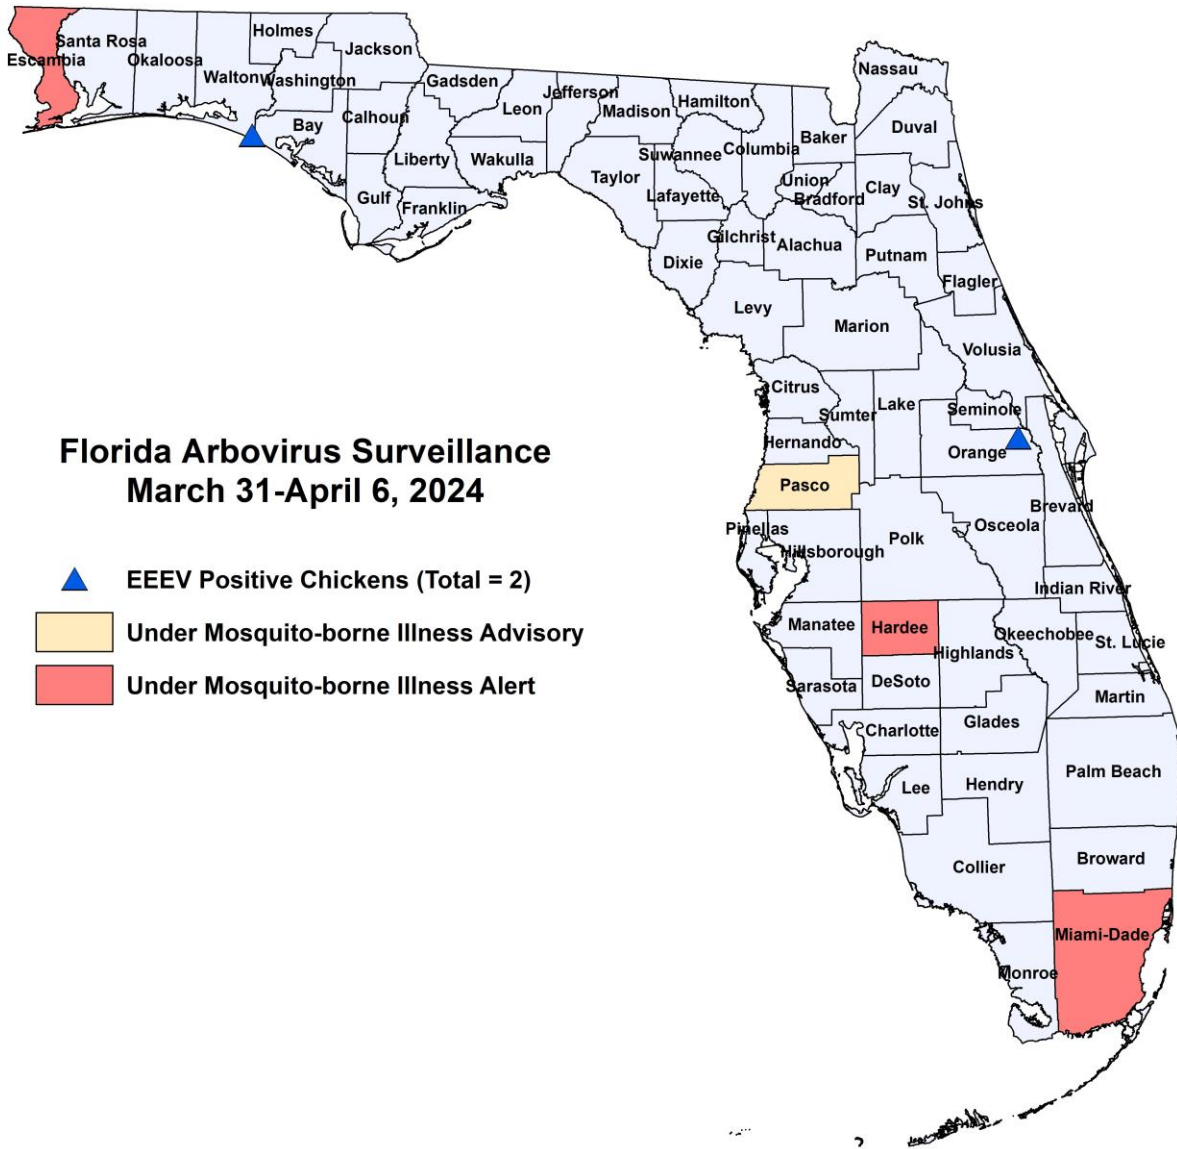 Holmes
Santa Rosa
Jackson
Escambia
Okaloosa
Walton
Washington
Gadsden
Nassau
Jefferson
Leon
Madison
Hamilton
Calhoun
Bay
Duval
Baker
Columbia
Suwannee
Liberty
Wakulla
Taylor
Union
Clay
Lafayette
Bradford
St. Johns
Gulf
Franklin
Gilchrist
Alachua
Putnam
Dixie
Flagler
Levy
Marion
Volusia
Citrus
Lake
Sumter
Seminole
Hernando
Orange
Florida Arbovirus Surveillance
March 31-April 6, 2024
Pasco
Brevard
Pinellas
Osceola
Polk
Hillsborough
EEEV Positive Chickens (Total = 2)
Indian River
Under Mosquito-borne Illness Advisory
Manatee
Hardee
Okeechobee
St. Lucie
Highlands
Under Mosquito-borne Illness Alert
Sarasota
DeSoto
Martin
Charlotte
Glades
Palm Beach
Lee
Hendry
Broward
Collier
Miami-Dade
Monroe